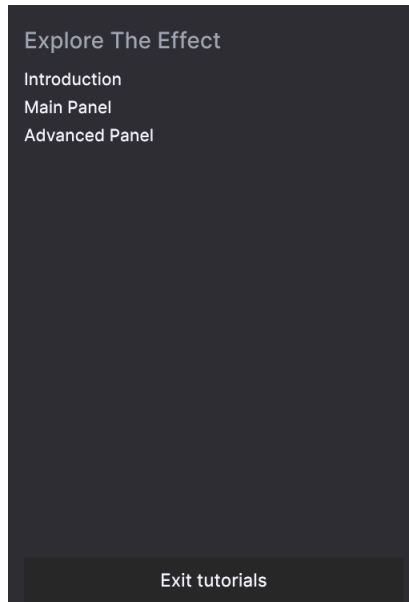 Explore The Effect
Introduction
Main Panel
Advanced Panel
Exit tutorials